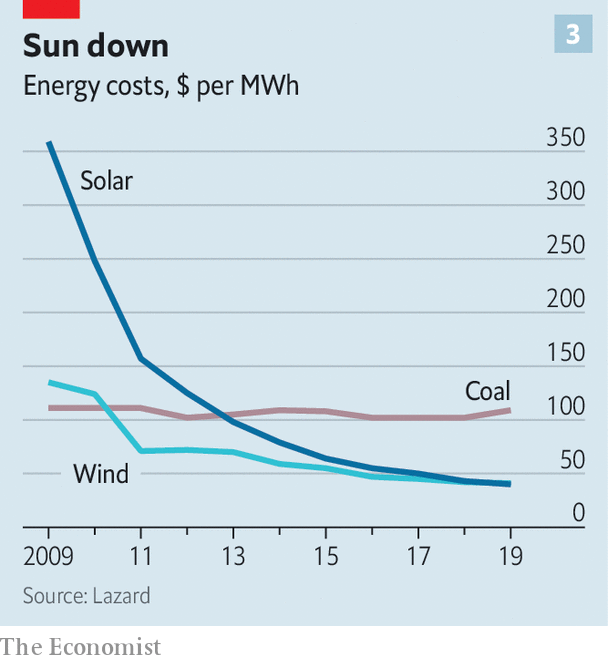 Sun down
3
Energy costs, $ per MWh
350
Solar
300
250
200
150
Coal
100
Wind
50
0
2009 11 13 15 17 19
Source: Lazard
The Economist